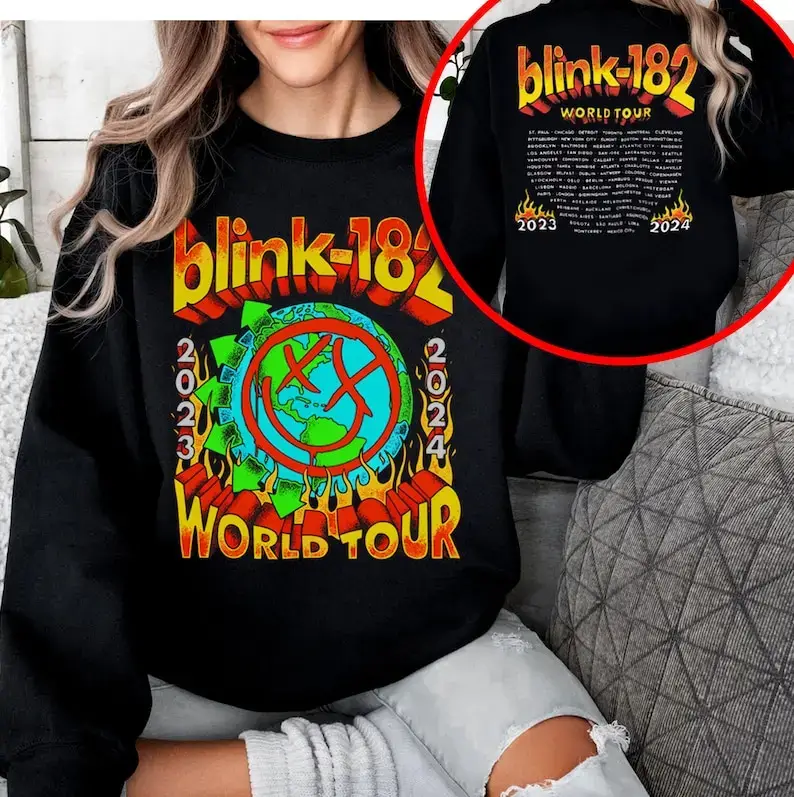 blink-182
2023
2024
WORLD TOUR
blink-182
WORLD TOUR
ST. PAUL · CHICAGO · DETROIT · TORONTO · MONTREAL · CLEVELAND
PITTSBURGH · NEW YORK CITY · BELMONT · BOSTON · WASHINGTON D.C.
BROOKLYN · BALTIMORE · HERSHEY · ATLANTIC CITY · PHOENIX
LOS ANGELES · SAN DIEGO · SAN JOSE · SACRAMENTO · SEATTLE
VANCOUVER · EDMONTON · CALGARY · DENVER · DALLAS · AUSTIN
HOUSTON · TAMPA · SUNRISE · ATLANTA · CHARLOTTE · NASHVILLE
GLASGOW · BELFAST · DUBLIN · ANTWERP · COLOGNE · COPENHAGEN
STOCKHOLM · OSLO · BERLIN · HAMBURG · PRAGUE · VIENNA
LISBON · MADRID · BARCELONA · BOLOGNA · AMSTERDAM
PARIS · LONDON · BIRMINGHAM · MANCHESTER · LAS VEGAS
PERTH · ADELAIDE · MELBOURNE · SYDNEY
BRISBANE · AUCKLAND · CHRISTCHURCH
BUENOS AIRES · SANTIAGO · ASUNCION
BOGOTA · SÃO PAULO · LIMA
MONTERREY · MEXICO CITY
2023
2024